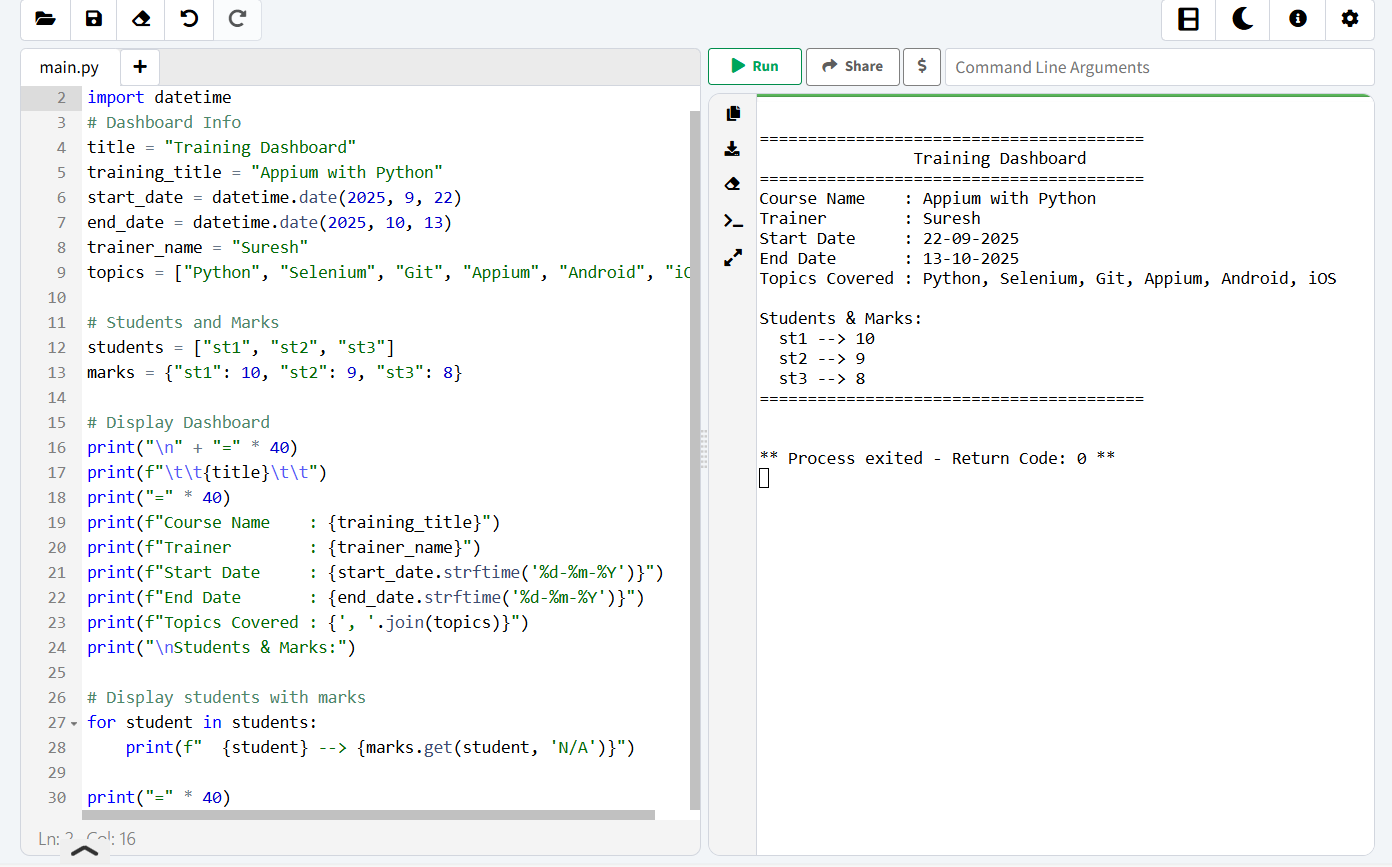 main.py +
Run Share $ Command Line Arguments
2 import datetime
3 # Dashboard Info
4 title = "Training Dashboard"
5 training_title = "Appium with Python"
6 start_date = datetime.date(2025, 9, 22)
7 end_date = datetime.date(2025, 10, 13)
8 trainer_name = "Suresh"
9 topics = ["Python", "Selenium", "Git", "Appium", "Android", "iO
10
11 # Students and Marks
12 students = ["st1", "st2", "st3"]
13 marks = {"st1": 10, "st2": 9, "st3": 8}
14
15 # Display Dashboard
16 print("\n" + "=" * 40)
17 print(f"\t\t{title}\t\t")
18 print("=" * 40)
19 print(f"Course Name    : {training_title}")
20 print(f"Trainer        : {trainer_name}")
21 print(f"Start Date     : {start_date.strftime('%d-%m-%Y')}")
22 print(f"End Date       : {end_date.strftime('%d-%m-%Y')}")
23 print(f"Topics Covered : {', '.join(topics)}")
24 print("\nStudents & Marks:")
25
26 # Display students with marks
27 for student in students:
28     print(f"  {student} --> {marks.get(student, 'N/A')}")
29
30 print("=" * 40)
Ln: 2 Col: 16
========================================
Training Dashboard
========================================
Course Name    : Appium with Python
Trainer        : Suresh
Start Date     : 22-09-2025
End Date       : 13-10-2025
Topics Covered : Python, Selenium, Git, Appium, Android, iOS

Students & Marks:
  st1 --> 10
  st2 --> 9
  st3 --> 8
========================================

** Process exited - Return Code: 0 **